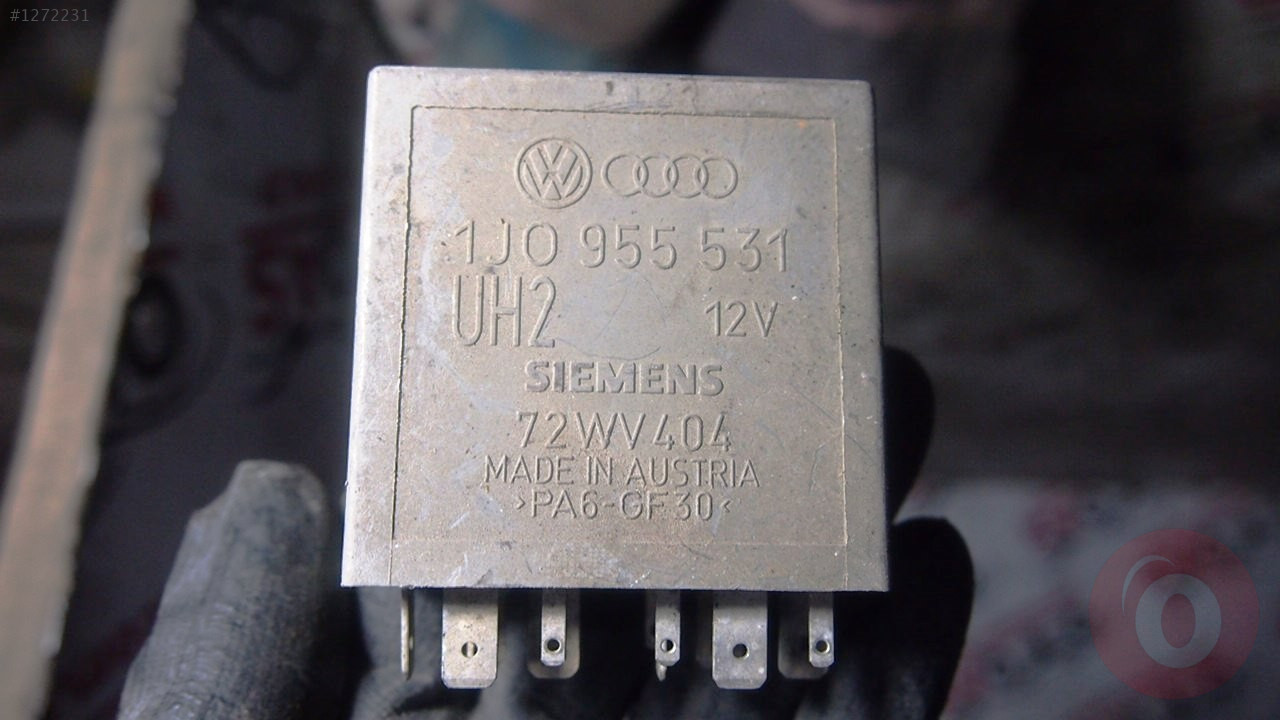 #1272231
1J0 955 531
UH2 12V
SIEMENS
72WV404
MADE IN AUSTRIA
>PA6-GF30<